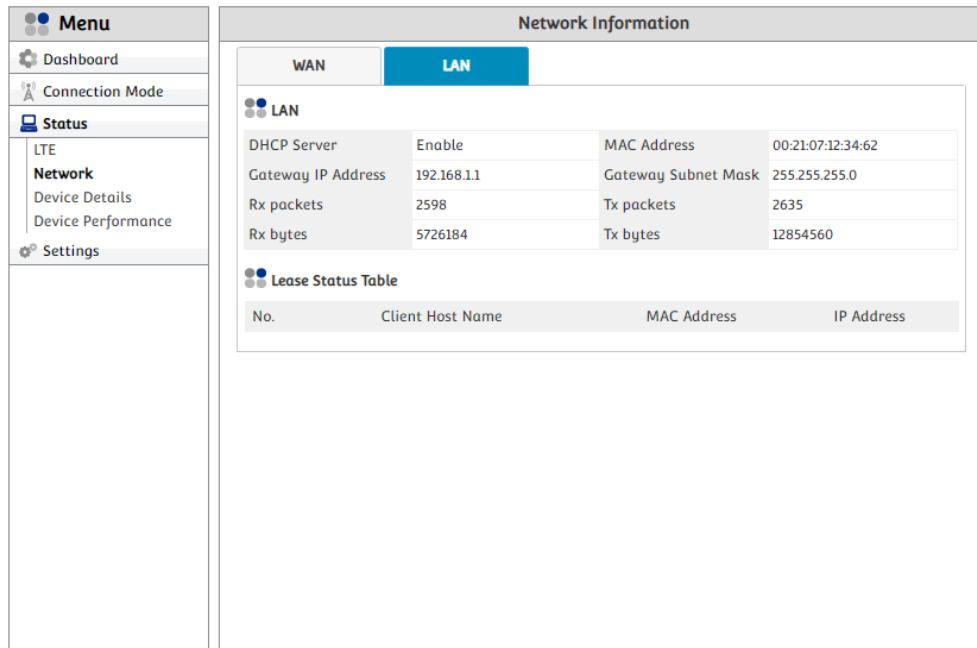 Menu
Dashboard
Connection Mode
Status
LTE
Network
Device Details
Device Performance
Settings
Network Information
WAN LAN
LAN
DHCP Server Enable MAC Address 00:21:07:12:34:62
Gateway IP Address 192.168.1.1 Gateway Subnet Mask 255.255.255.0
Rx packets 2598 Tx packets 2635
Rx bytes 5726184 Tx bytes 12854560
Lease Status Table
No. Client Host Name MAC Address IP Address